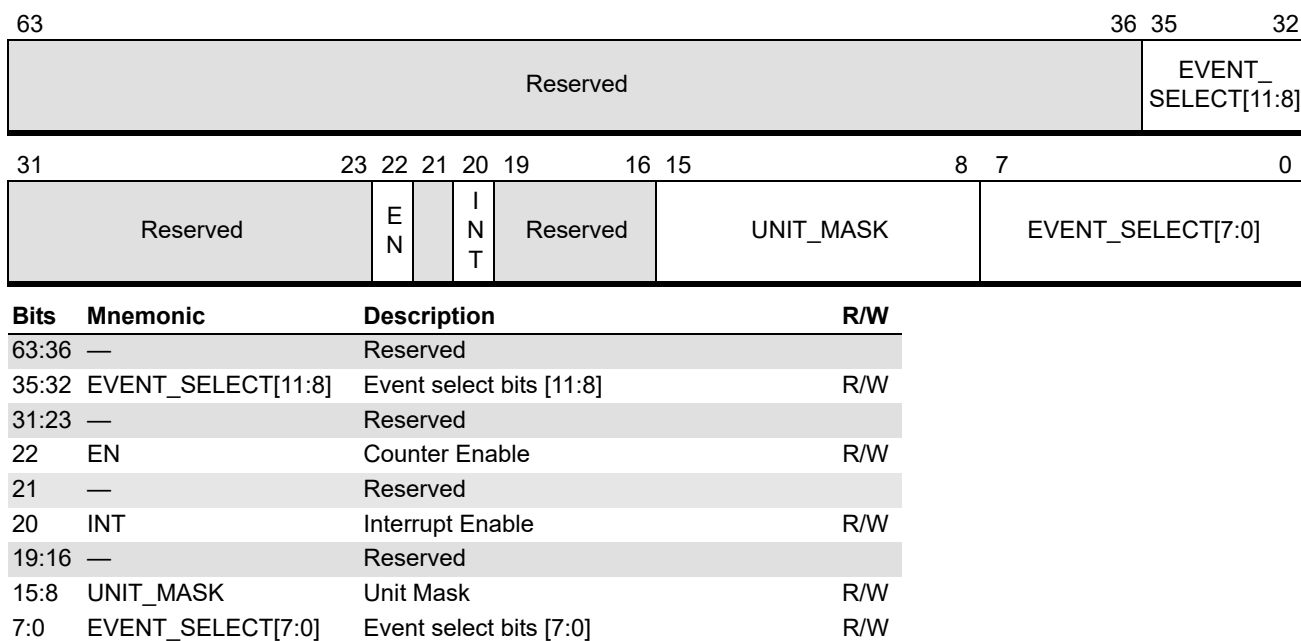 63 36 35 32
Reserved EVENT_
SELECT[11:8]
31 23 22 21 20 19 16 15 8 7 0
Reserved EN INT Reserved UNIT_MASK EVENT_SELECT[7:0]
Bits Mnemonic Description R/W
63:36 — Reserved
35:32 EVENT_SELECT[11:8] Event select bits [11:8] R/W
31:23 — Reserved
22 EN Counter Enable R/W
21 — Reserved
20 INT Interrupt Enable R/W
19:16 — Reserved
15:8 UNIT_MASK Unit Mask R/W
7:0 EVENT_SELECT[7:0] Event select bits [7:0] R/W